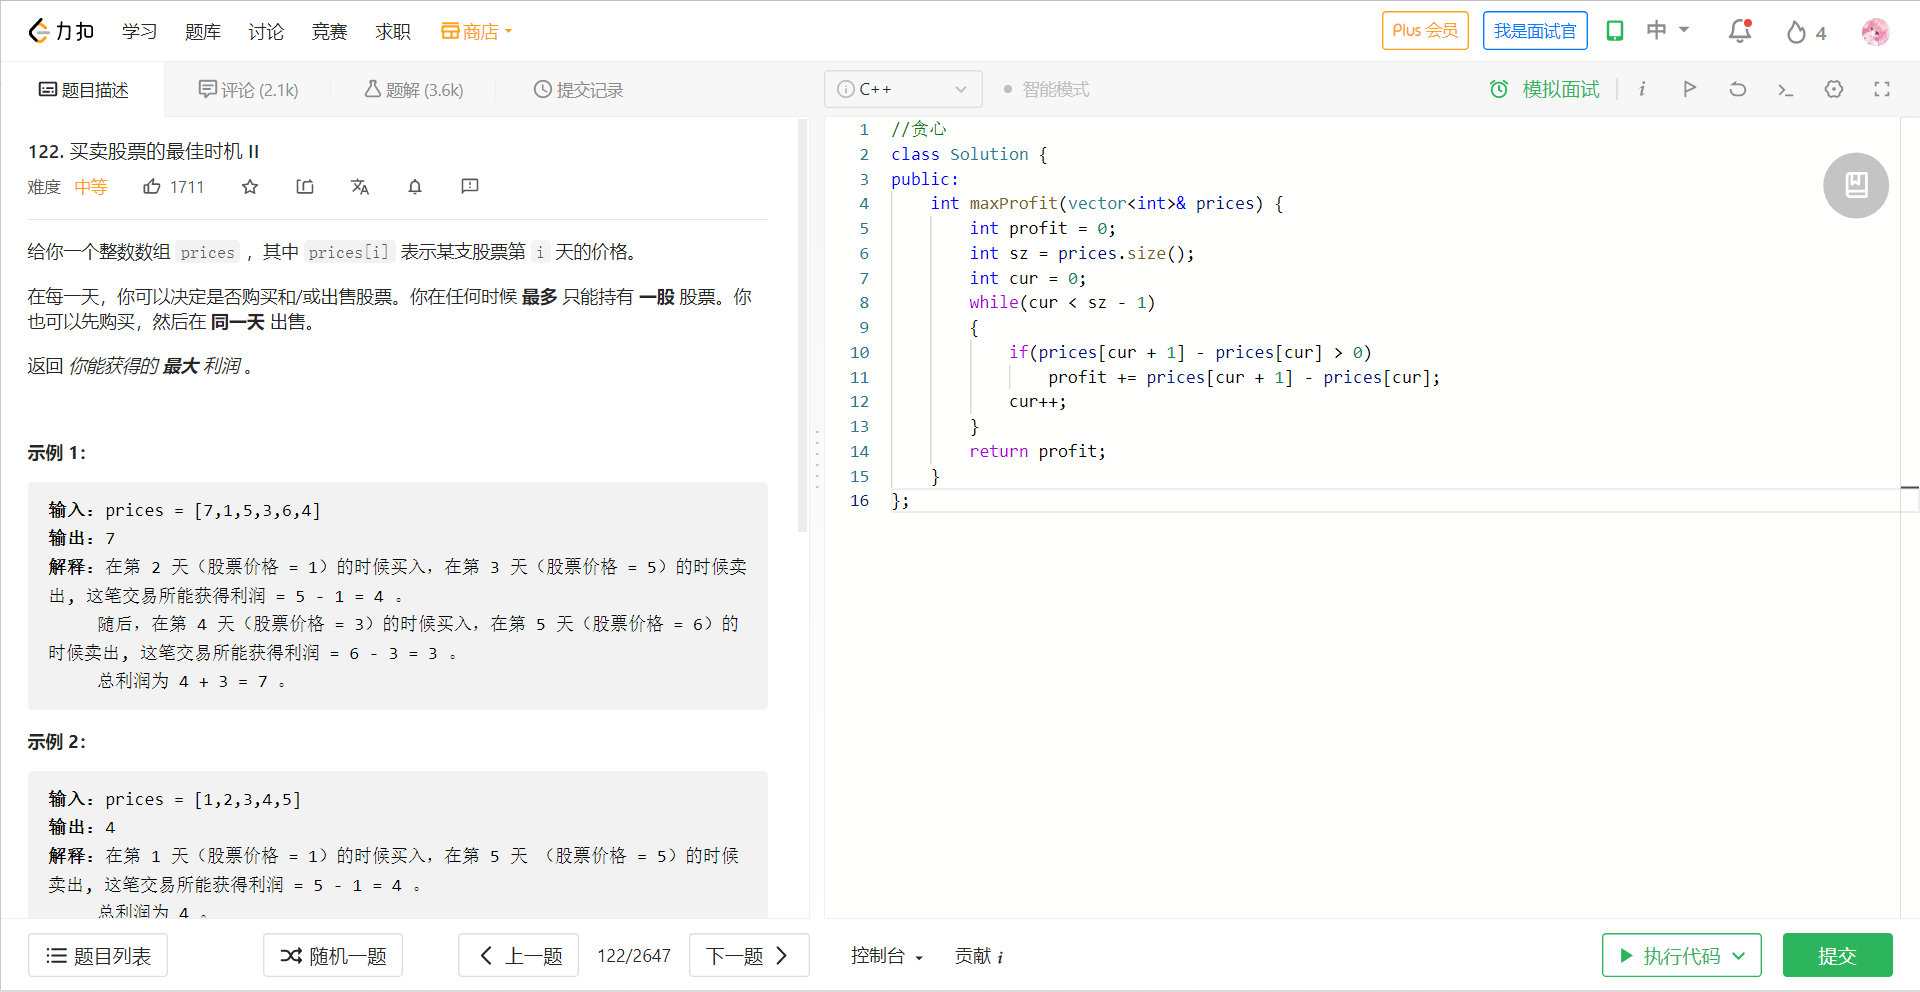 力扣 学习 题库 讨论 竞赛 求职 商店 Plus 会员 我是面试官 中 4
题目描述 评论 (2.1k) 题解 (3.6k) 提交记录
122. 买卖股票的最佳时机 II
难度 中等 1711
给你一个整数数组 prices ，其中 prices[i] 表示某支股票第 i 天的价格。
在每一天，你可以决定是否购买和/或出售股票。你在任何时候 最多 只能持有 一股 股票。你
也可以先购买，然后在 同一天 出售。
返回 你能获得的 最大 利润 。
示例 1：
输入：prices = [7,1,5,3,6,4]
输出：7
解释：在第 2 天（股票价格 = 1）的时候买入，在第 3 天（股票价格 = 5）的时候卖
出, 这笔交易所能获得利润 = 5 - 1 = 4 。
随后，在第 4 天（股票价格 = 3）的时候买入，在第 5 天（股票价格 = 6）的
时候卖出, 这笔交易所能获得利润 = 6 - 3 = 3 。
总利润为 4 + 3 = 7 。
示例 2：
输入：prices = [1,2,3,4,5]
输出：4
解释：在第 1 天（股票价格 = 1）的时候买入，在第 5 天 （股票价格 = 5）的时候
卖出, 这笔交易所能获得利润 = 5 - 1 = 4 。
总利润为 4 。
题目列表 随机一题 上一题 122/2647 下一题
C++ 智能模式 模拟面试
1 //贪心
2 class Solution {
3 public:
4 int maxProfit(vector<int>& prices) {
5 int profit = 0;
6 int sz = prices.size();
7 int cur = 0;
8 while(cur < sz - 1)
9 {
10 if(prices[cur + 1] - prices[cur] > 0)
11 profit += prices[cur + 1] - prices[cur];
12 cur++;
13 }
14 return profit;
15 }
16 };
控制台 贡献 i 执行代码 提交